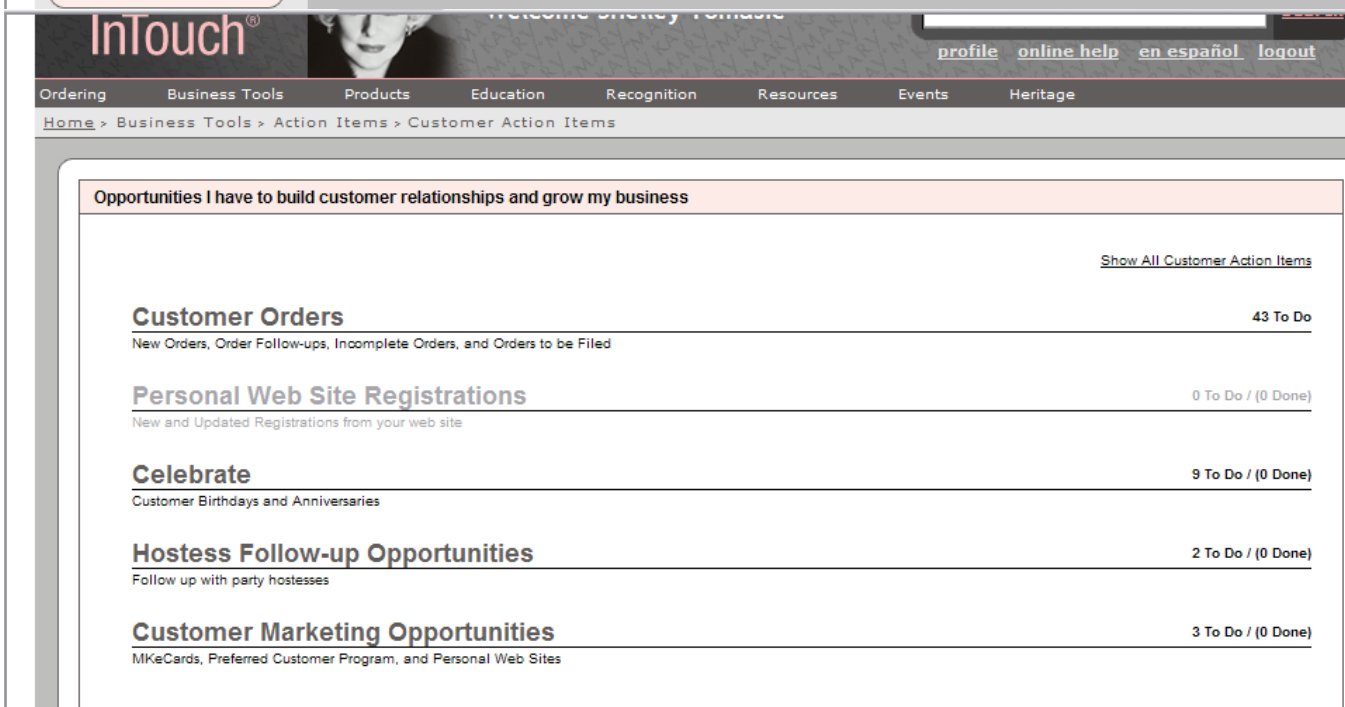 InTouch®
profile online help en español logout
Ordering Business Tools Products Education Recognition Resources Events Heritage
Home > Business Tools > Action Items > Customer Action Items
Opportunities I have to build customer relationships and grow my business
Show All Customer Action Items
Customer Orders 43 To Do
New Orders, Order Follow-ups, Incomplete Orders, and Orders to be Filed
Personal Web Site Registrations 0 To Do / (0 Done)
New and Updated Registrations from your web site
Celebrate 9 To Do / (0 Done)
Customer Birthdays and Anniversaries
Hostess Follow-up Opportunities 2 To Do / (0 Done)
Follow up with party hostesses
Customer Marketing Opportunities 3 To Do / (0 Done)
MKeCards, Preferred Customer Program, and Personal Web Sites